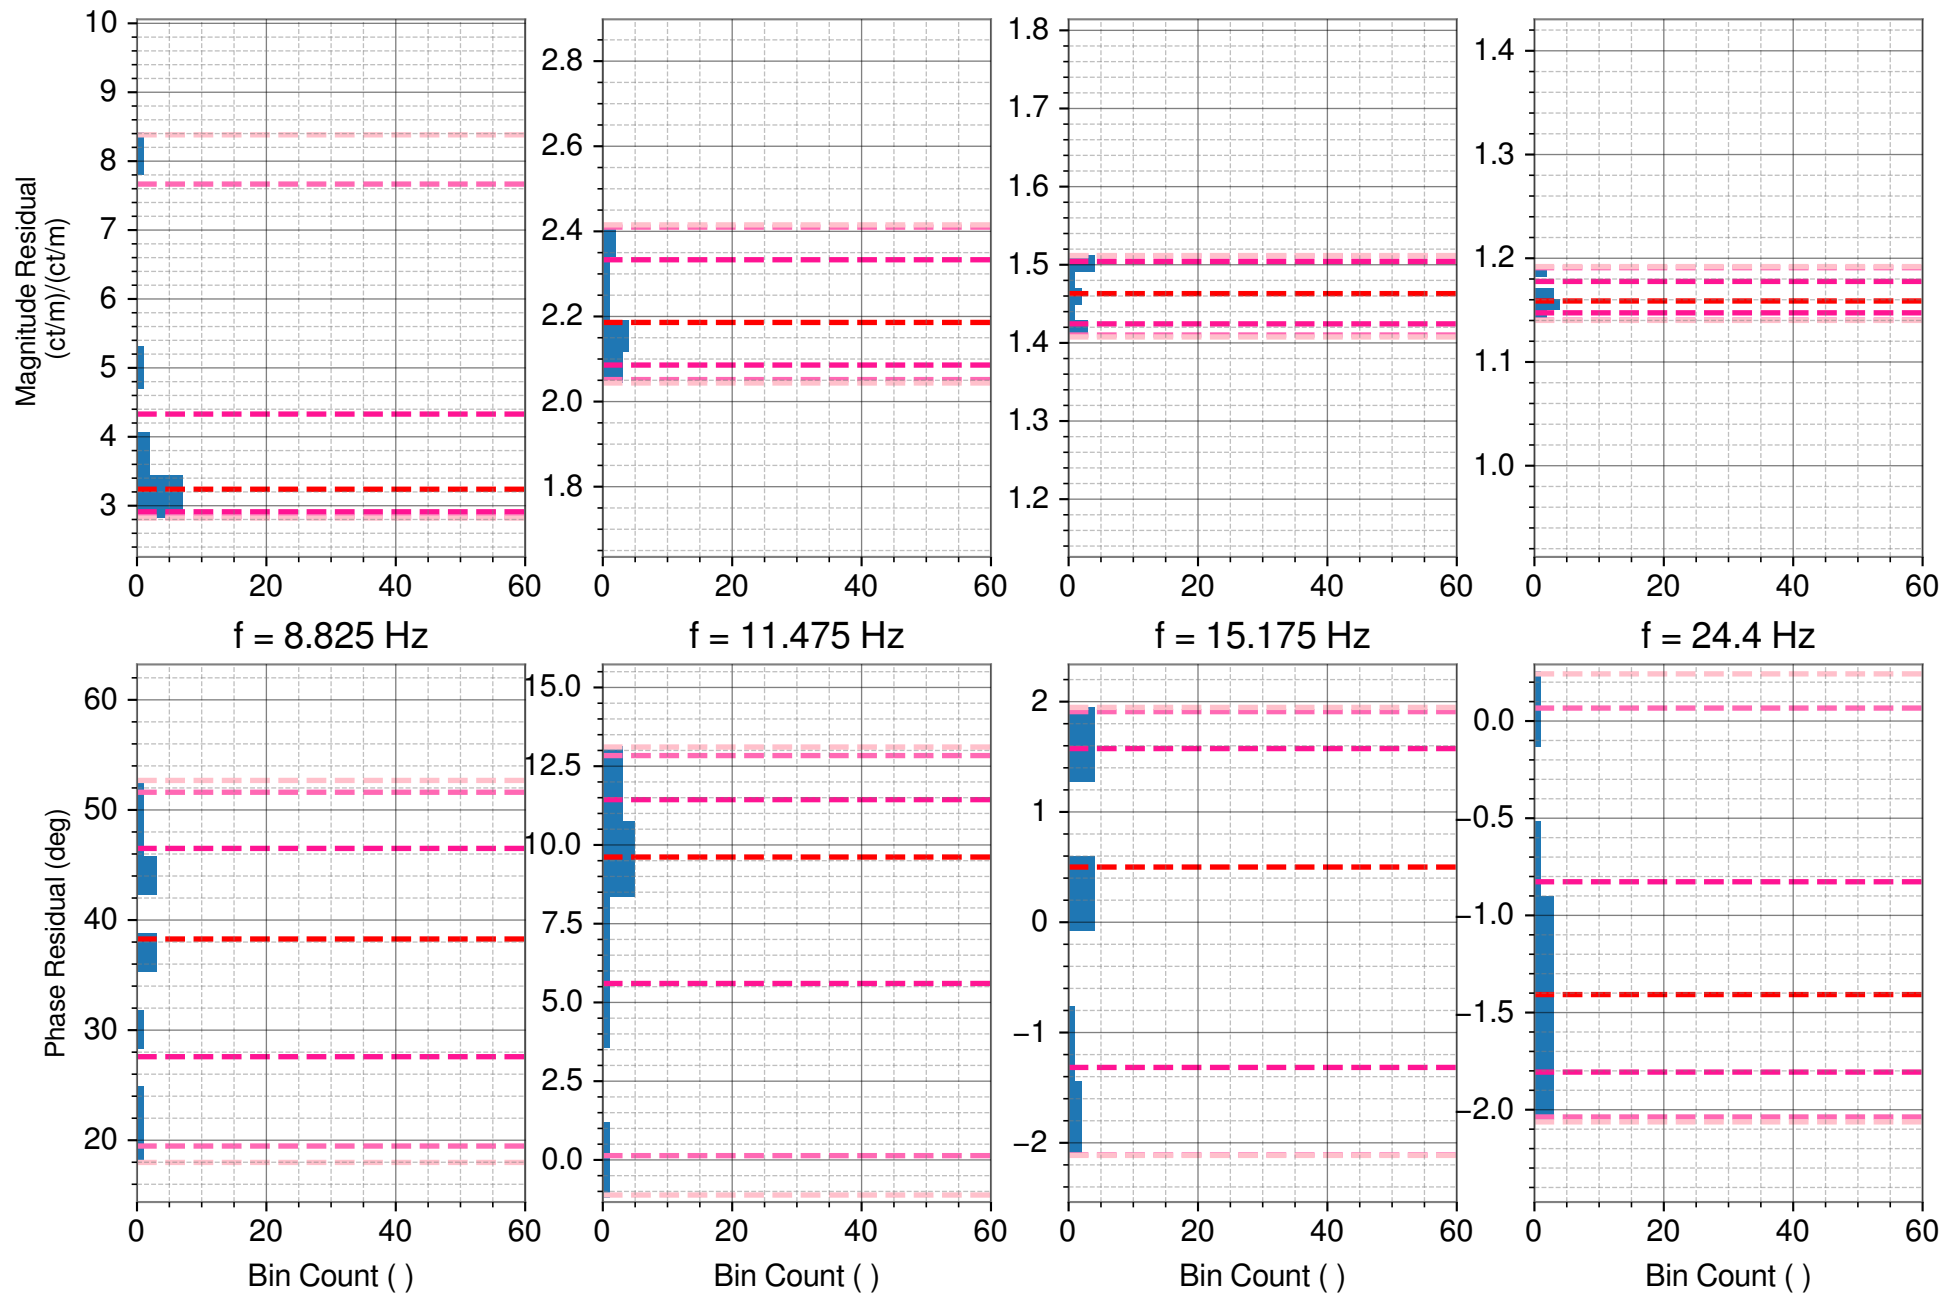 Magnitude Residual
(ct/m)/(ct/m)
10
9
8
7
6
5
4
3
0 20 40 60
2.8
2.6
2.4
2.2
2.0
1.8
0 20 40 60
1.8
1.7
1.6
1.5
1.4
1.3
1.2
0 20 40 60
1.4
1.3
1.2
1.1
1.0
0 20 40 60
f = 8.825 Hz
f = 11.475 Hz
f = 15.175 Hz
f = 24.4 Hz
Phase Residual (deg)
60
50
40
30
20
0 20 40 60
Bin Count ( )
15.0
12.5
10.0
7.5
5.0
2.5
0.0
0 20 40 60
Bin Count ( )
2
1
0
−1
−2
0 20 40 60
Bin Count ( )
0.0
−0.5
−1.0
−1.5
−2.0
0 20 40 60
Bin Count ( )